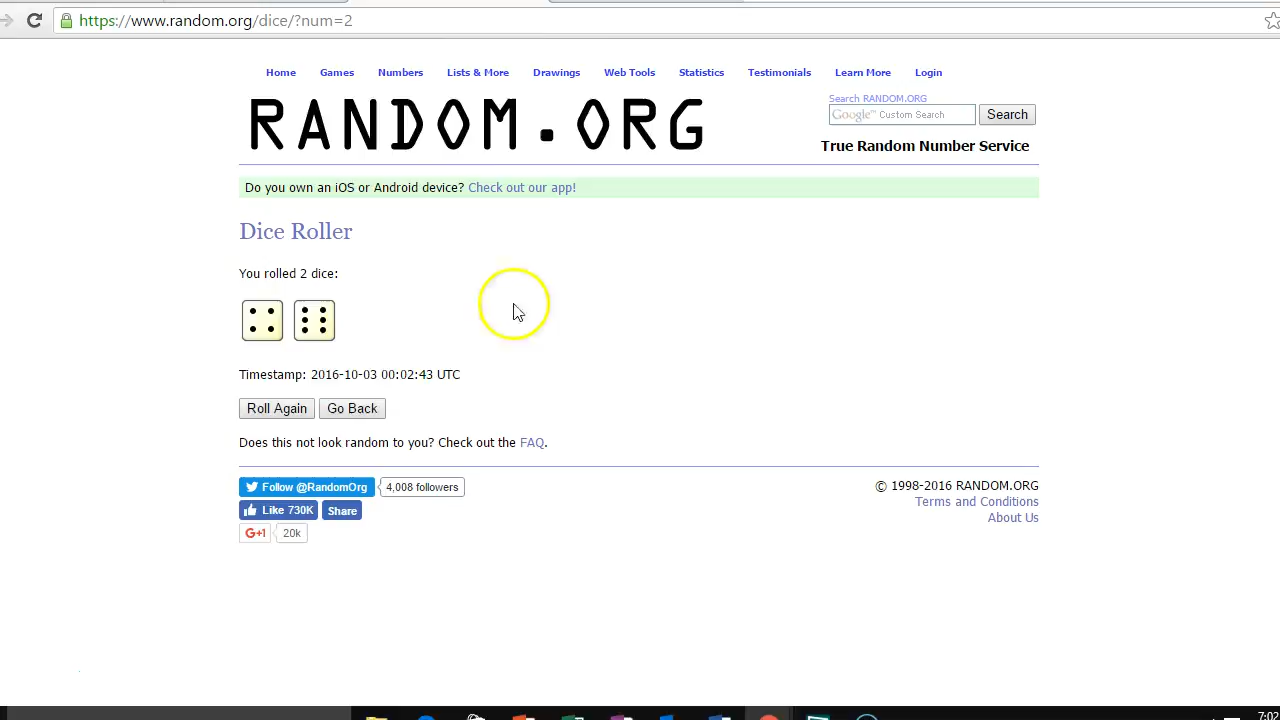 https://www.random.org/dice/?num=2
Home Games Numbers Lists & More Drawings Web Tools Statistics Testimonials Learn More Login
RANDOM.ORG
Search RANDOM.ORG
Google™ Custom Search Search
True Random Number Service
Do you own an iOS or Android device? Check out our app!
Dice Roller
You rolled 2 dice:
Timestamp: 2016-10-03 00:02:43 UTC
Roll Again Go Back
Does this not look random to you? Check out the FAQ.
Follow @RandomOrg 4,008 followers
Like 730K Share
G+1 20k
© 1998-2016 RANDOM.ORG
Terms and Conditions
About Us
7:02